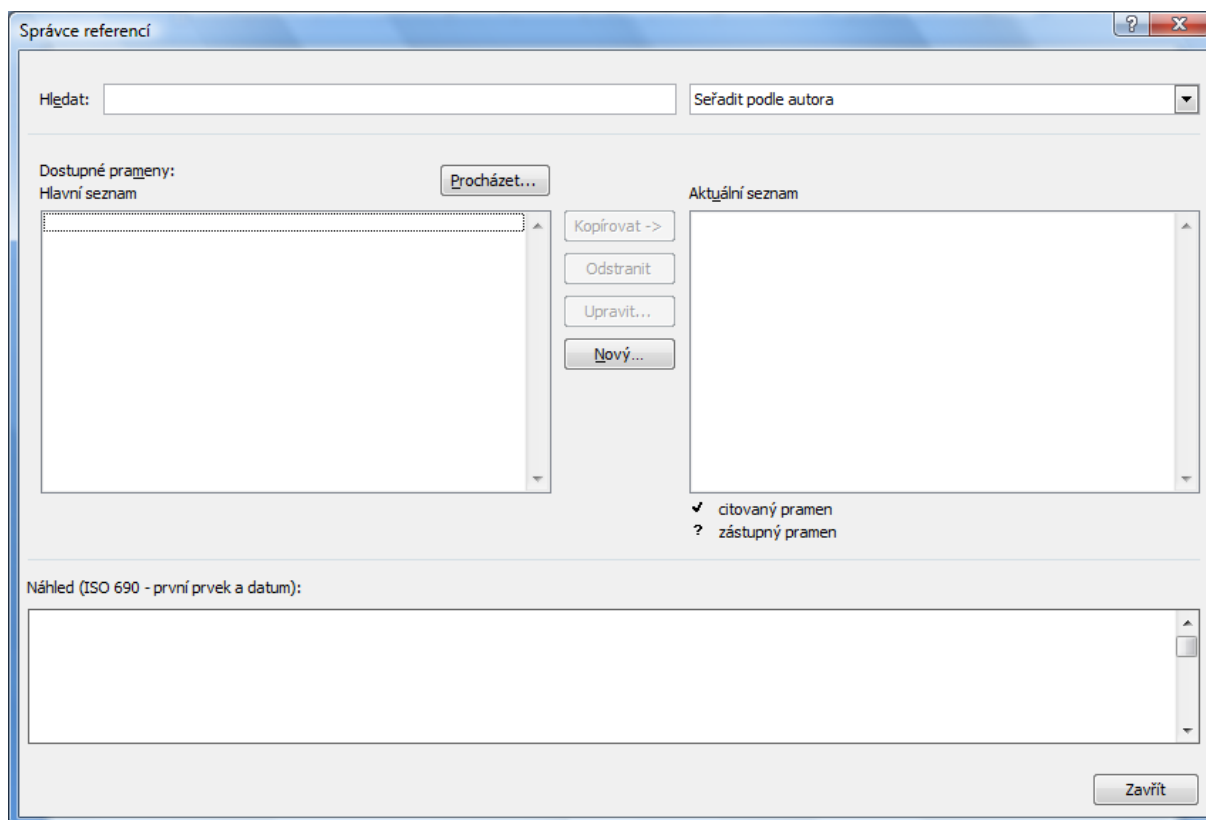 Správce referencí
Hledat:
Seřadit podle autora
Dostupné prameny:
Hlavní seznam
Procházet...
Aktuální seznam
Kopírovat ->
Odstranit
Upravit...
Nový...
citovaný pramen
? zástupný pramen
Náhled (ISO 690 - první prvek a datum):
Zavřít